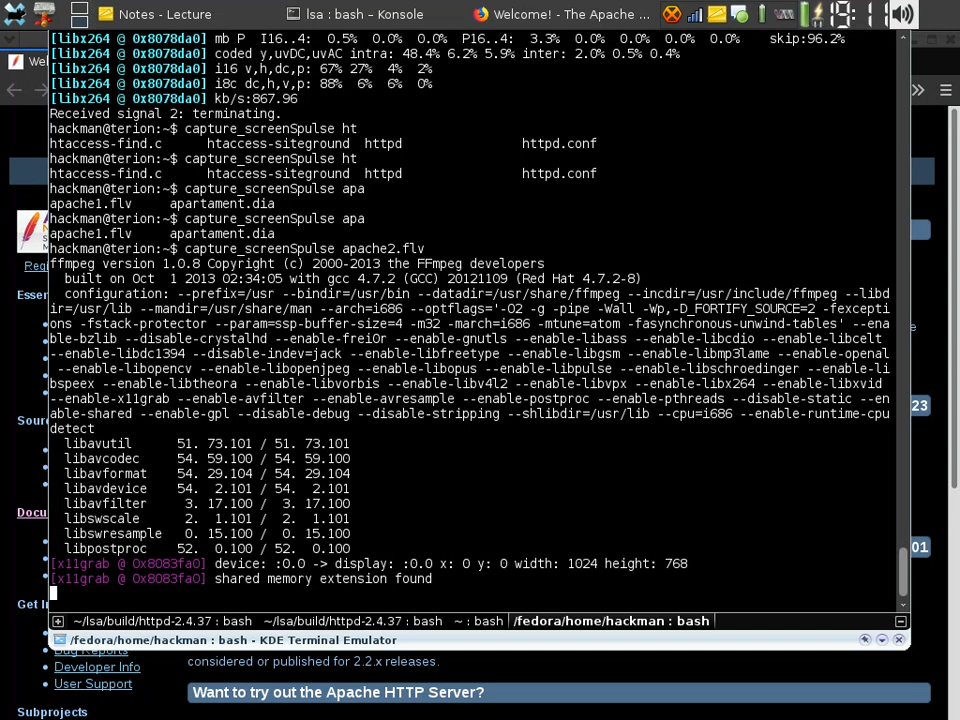 Notes - Lecture
lsa : bash – Konsole
Welcome! - The Apache ...
19:11
[libx264 @ 0x8078da0] mb P  I16..4:  0.5%  0.0%  0.0%  P16..4:  3.3%  0.0%  0.0%  0.0%  0.0%    skip:96.2%
[libx264 @ 0x8078da0] coded y,uvDC,uvAC intra: 48.4% 6.2% 5.9% inter: 2.0% 0.5% 0.4%
[libx264 @ 0x8078da0] i16 v,h,dc,p: 67% 27%  4%  2%
[libx264 @ 0x8078da0] i8c dc,h,v,p: 88%  6%  6%  0%
[libx264 @ 0x8078da0] kb/s:867.96
Received signal 2: terminating.
hackman@terion:~$ capture_screenSpulse ht
htaccess-find.c      htaccess-siteground  httpd                httpd.conf
hackman@terion:~$ capture_screenSpulse ht
htaccess-find.c      htaccess-siteground  httpd                httpd.conf
hackman@terion:~$ capture_screenSpulse apa
apache1.flv     apartament.dia
hackman@terion:~$ capture_screenSpulse apa
apache1.flv     apartament.dia
hackman@terion:~$ capture_screenSpulse apache2.flv
ffmpeg version 1.0.8 Copyright (c) 2000-2013 the FFmpeg developers
  built on Oct  1 2013 02:34:05 with gcc 4.7.2 (GCC) 20121109 (Red Hat 4.7.2-8)
  configuration: --prefix=/usr --bindir=/usr/bin --datadir=/usr/share/ffmpeg --incdir=/usr/include/ffmpeg --libd
ir=/usr/lib --mandir=/usr/share/man --arch=i686 --optflags='-O2 -g -pipe -Wall -Wp,-D_FORTIFY_SOURCE=2 -fexcepti
ons -fstack-protector --param=ssp-buffer-size=4 -m32 -march=i686 -mtune=atom -fasynchronous-unwind-tables' --ena
ble-bzlib --disable-crystalhd --enable-frei0r --enable-gnutls --enable-libass --enable-libcdio --enable-libcelt
--enable-libdc1394 --disable-indev=jack --enable-libfreetype --enable-libgsm --enable-libmp3lame --enable-openal
--enable-libopencv --enable-libopenjpeg --enable-libopus --enable-libpulse --enable-libschroedinger --enable-li
bspeex --enable-libtheora --enable-libvorbis --enable-libv4l2 --enable-libvpx --enable-libx264 --enable-libxvid
--enable-x11grab --enable-avfilter --enable-avresample --enable-postproc --enable-pthreads --disable-static --en
able-shared --enable-gpl --disable-debug --disable-stripping --shlibdir=/usr/lib --cpu=i686 --enable-runtime-cpu
detect
  libavutil      51. 73.101 / 51. 73.101
  libavcodec     54. 59.100 / 54. 59.100
  libavformat    54. 29.104 / 54. 29.104
  libavdevice    54.  2.101 / 54.  2.101
  libavfilter     3. 17.100 /  3. 17.100
  libswscale      2.  1.101 /  2.  1.101
  libswresample   0. 15.100 /  0. 15.100
  libpostproc    52.  0.100 / 52.  0.100
[x11grab @ 0x8083fa0] device: :0.0 -> display: :0.0 x: 0 y: 0 width: 1024 height: 768
[x11grab @ 0x8083fa0] shared memory extension found
~/lsa/build/httpd-2.4.37 : bash
~/lsa/build/httpd-2.4.37 : bash
~ : bash
/fedora/home/hackman : bash
/fedora/home/hackman : bash - KDE Terminal Emulator
Wel
Regi
Essen
Sourc
Docu
Get In
Bug Reports
Developer Info
User Support
Subprojects
e
23
01
considered or published for 2.2.x releases.
Want to try out the Apache HTTP Server?